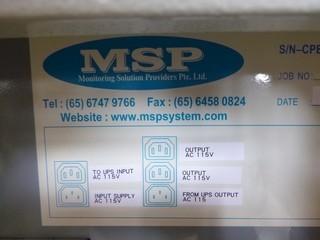 MSP
Monitoring Solution Providers Pte. Ltd.
S/N-CPE
JOB NO:
Tel : (65) 6747 9766 Fax : (65) 6458 0824
DATE
Website : www.mspsystem.com
OUTPUT
AC 115V
TO UPS INPUT
AC 115V
OUTPUT
AC 115V
INPUT SUPPLY
AC 115V
FROM UPS OUTPUT
AC 115